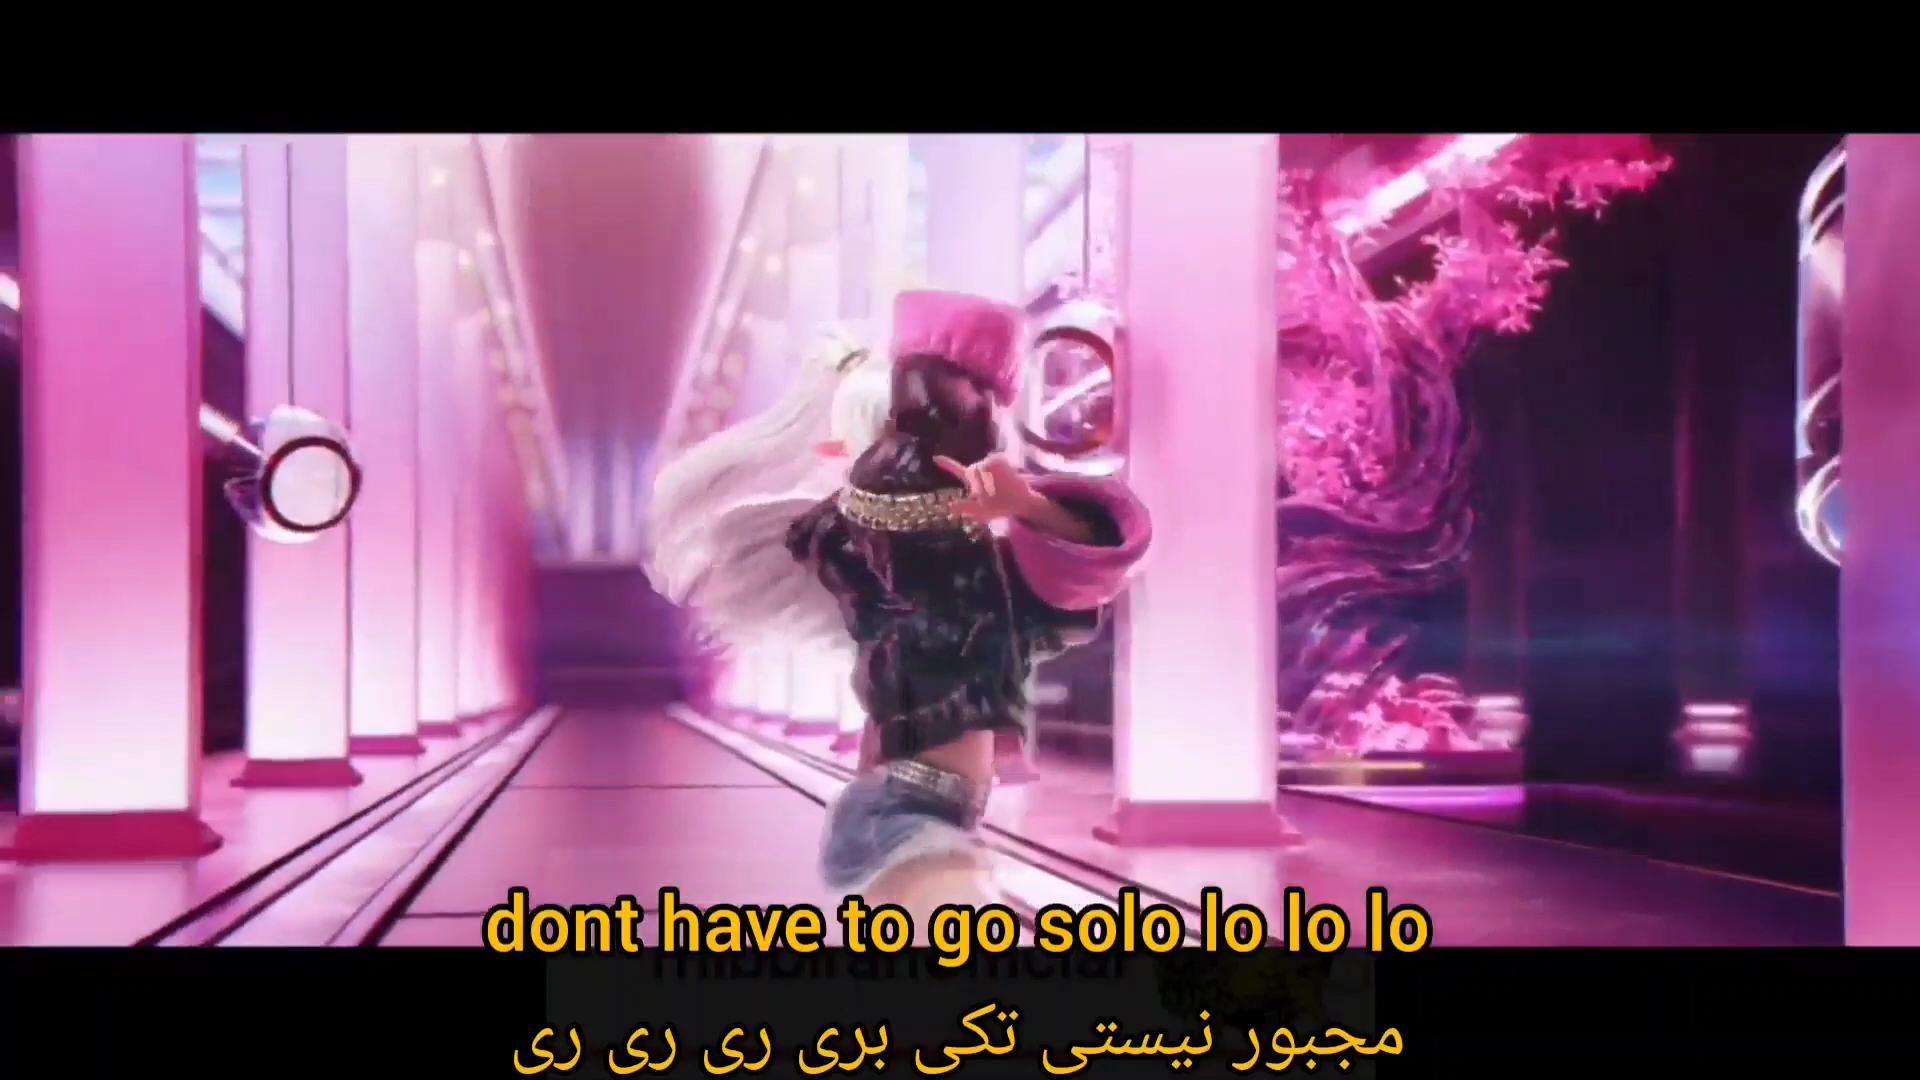 dont have to go solo lo lo lo
مجبور نیستی تکی بری ری ری ری